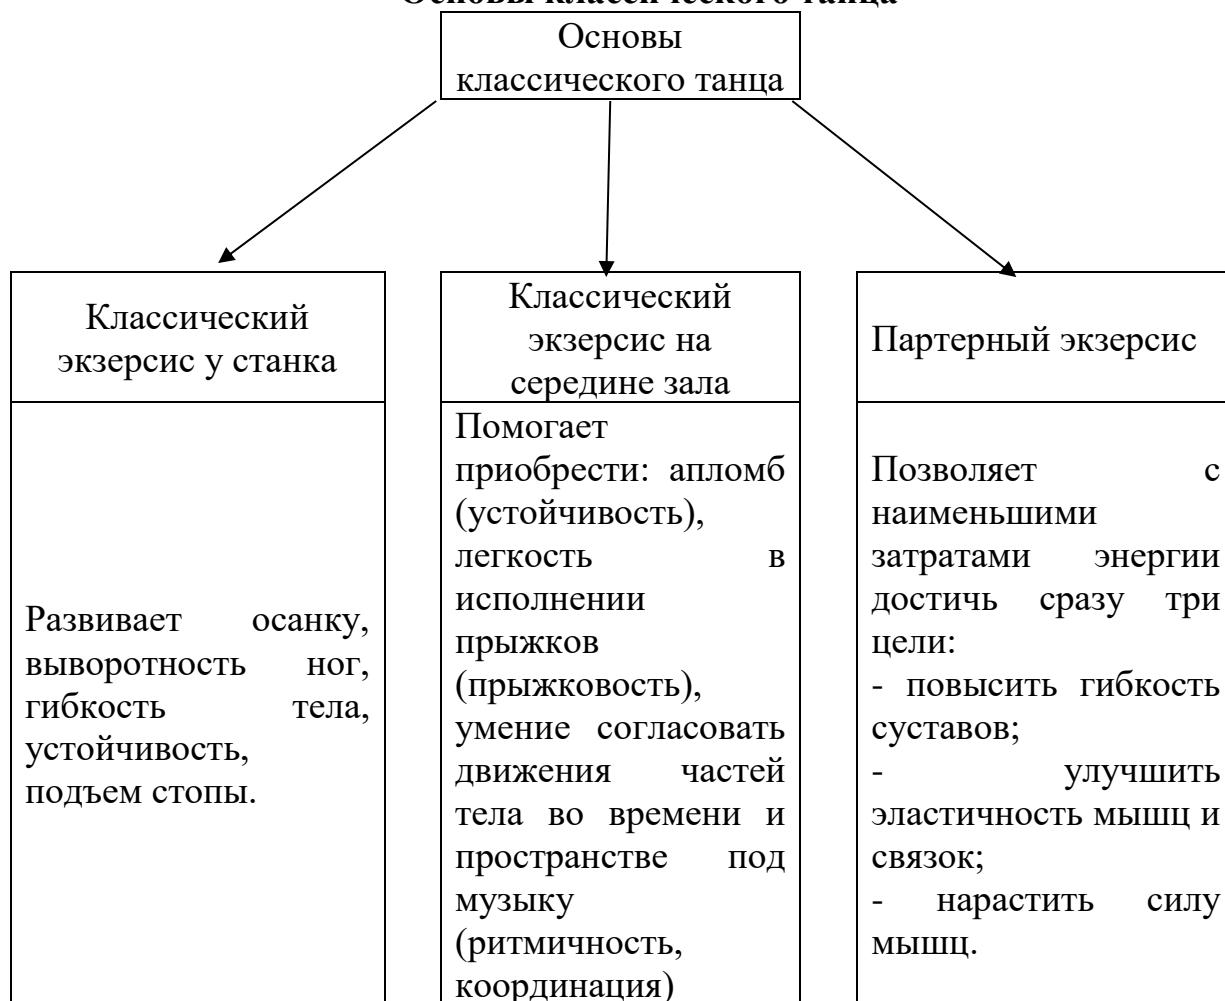 Основы классического танца
Основы
классического танца
Классический
экзерсис у станка
Классический
экзерсис на
середине зала
Партерный экзерсис
Развивает осанку,
выворотность ног,
гибкость тела,
устойчивость,
подъем стопы.
Помогает
приобрести: апломб
(устойчивость),
легкость в
исполнении
прыжков
(прыжковость),
умение согласовать
движения частей
тела во времени и
пространстве под
музыку
(ритмичность,
координация)
Позволяет с
наименьшими
затратами энергии
достичь сразу три
цели:
- повысить гибкость
суставов;
- улучшить
эластичность мышц и
связок;
- нарастить силу
мышц.